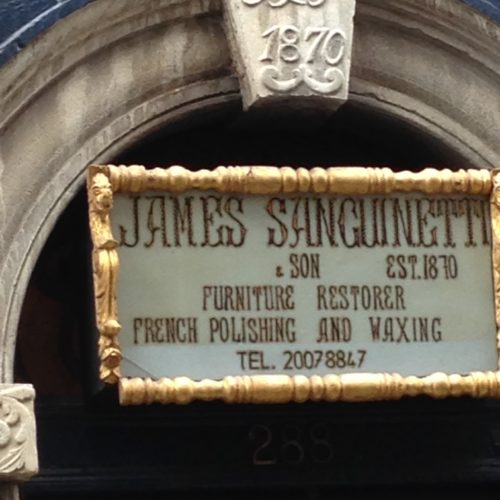 1870
JAMES SANGUINETTI
& SON EST. 1870
FURNITURE RESTORER
FRENCH POLISHING AND WAXING
TEL. 20078847
288